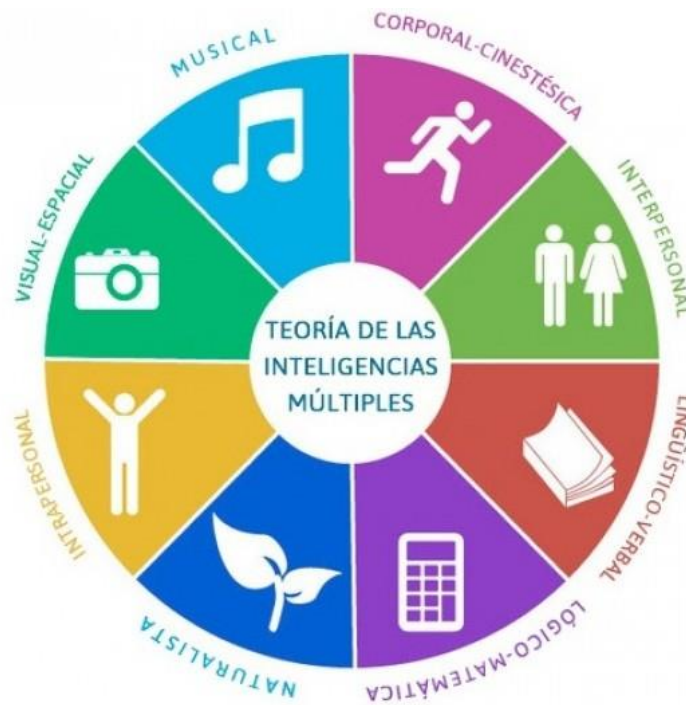 MUSICAL
CORPORAL-CINESTÉSICA
INTERPERSONAL
LINGÜÍSTICO-VERBAL
LÓGICO-MATEMÁTICA
NATURALISTA
INTRAPERSONAL
VISUAL-ESPACIAL
TEORÍA DE LAS
INTELIGENCIAS
MÚLTIPLES